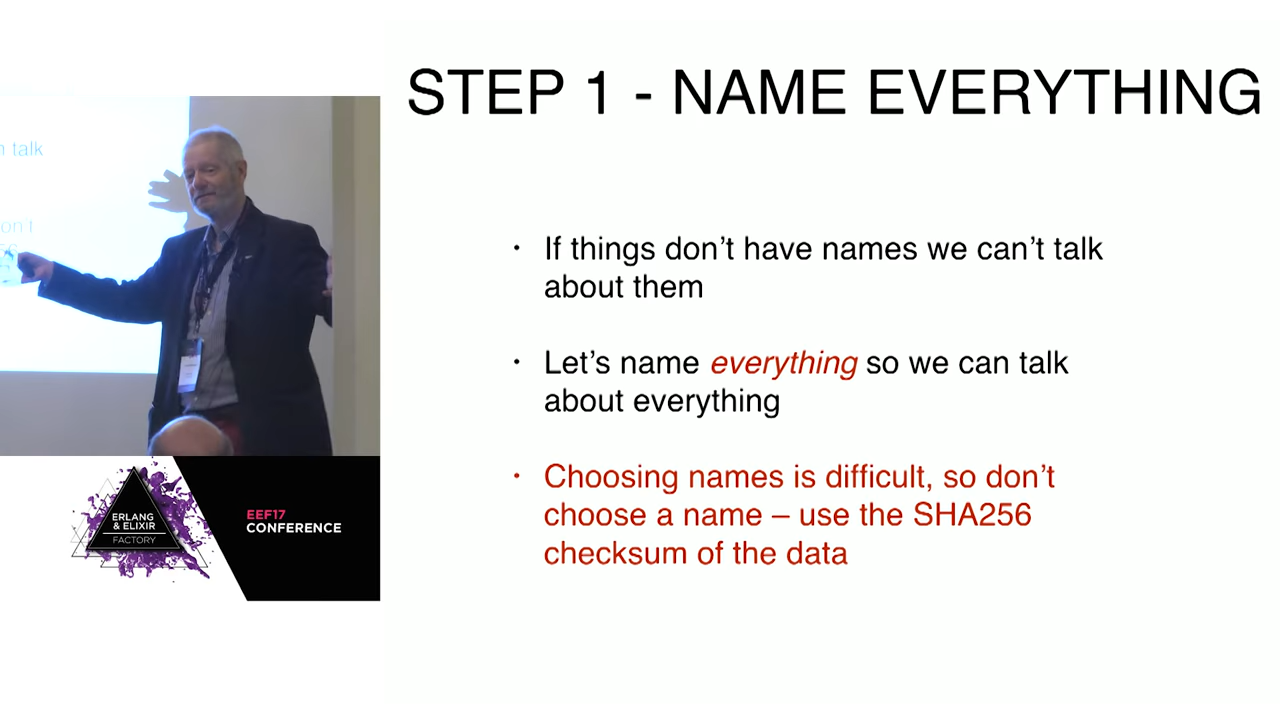 STEP 1 - NAME EVERYTHING
n talk
on't
• If things don’t have names we can’t talk
about them
• Let’s name everything so we can talk
about everything
• Choosing names is difficult, so don’t
choose a name – use the SHA256
checksum of the data
ERLANG
& ELIXIR
FACTORY
EEF17
CONFERENCE